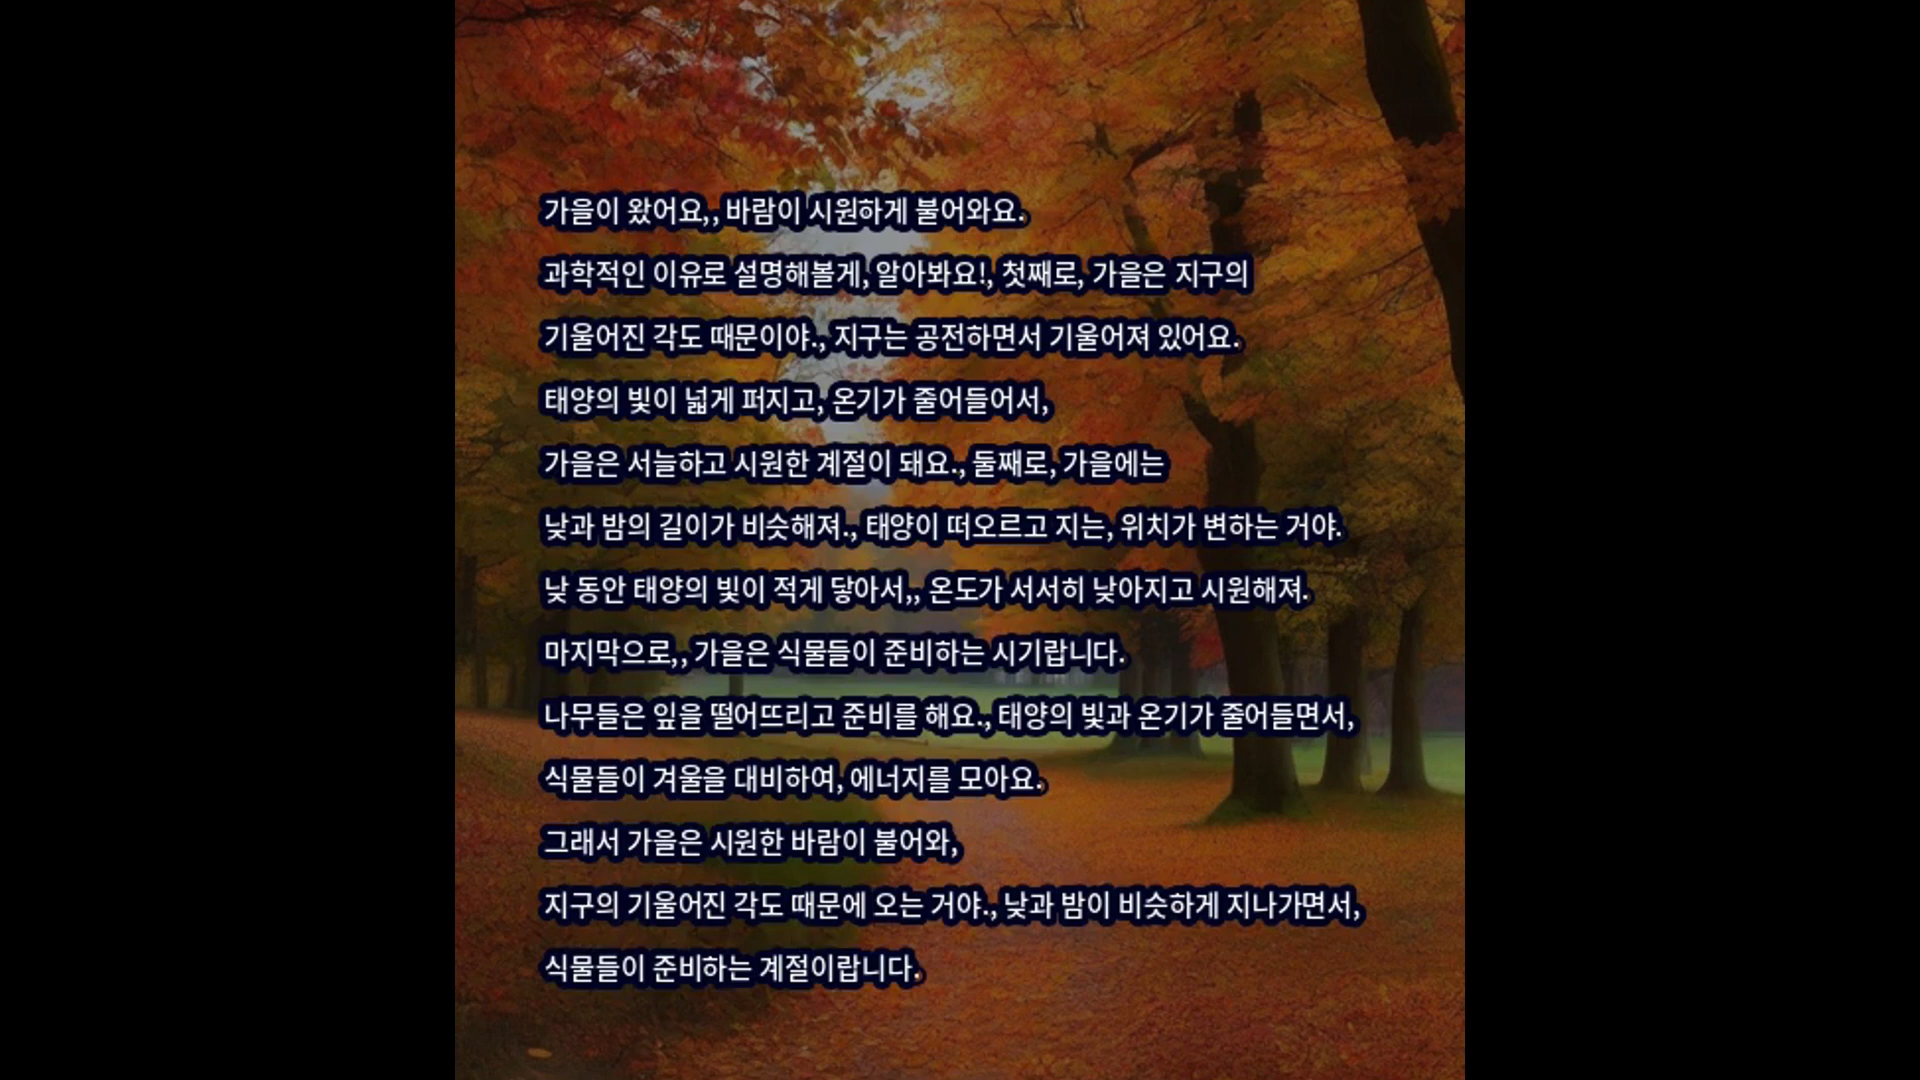 가을이 왔어요,, 바람이 시원하게 불어와요.
과학적인 이유로 설명해볼게, 알아봐요!, 첫째로, 가을은 지구의
기울어진 각도 때문이야., 지구는 공전하면서 기울어져 있어요.
태양의 빛이 넓게 퍼지고, 온기가 줄어들어서,
가을은 서늘하고 시원한 계절이 돼요., 둘째로, 가을에는
낮과 밤의 길이가 비슷해져., 태양이 떠오르고 지는, 위치가 변하는 거야.
낮 동안 태양의 빛이 적게 닿아서,, 온도가 서서히 낮아지고 시원해져.
마지막으로,, 가을은 식물들이 준비하는 시기랍니다.
나무들은 잎을 떨어뜨리고 준비를 해요., 태양의 빛과 온기가 줄어들면서,
식물들이 겨울을 대비하여, 에너지를 모아요.
그래서 가을은 시원한 바람이 불어와,
지구의 기울어진 각도 때문에 오는 거야., 낮과 밤이 비슷하게 지나가면서,
식물들이 준비하는 계절이랍니다.